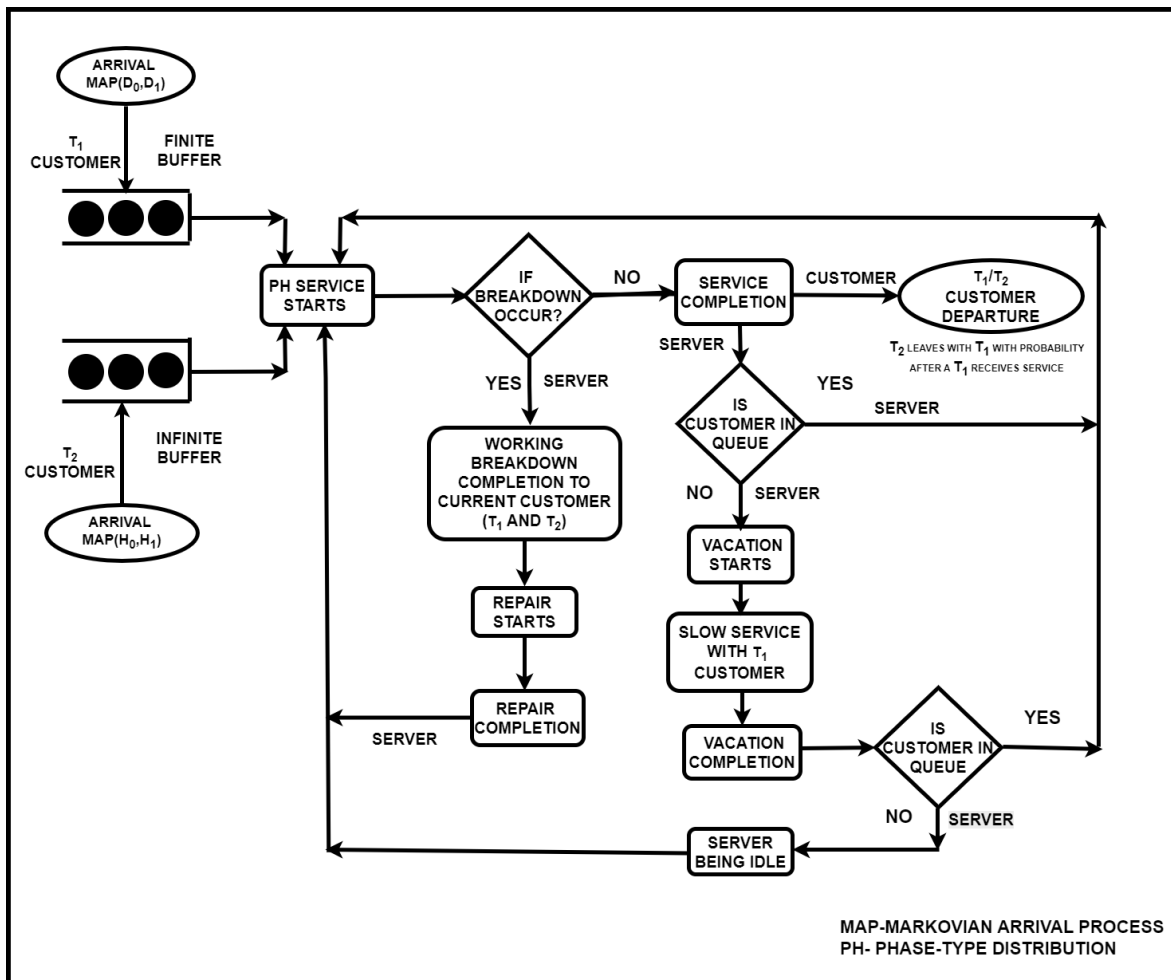 ARRIVAL
MAP(D0,D1)
T1
CUSTOMER
FINITE
BUFFER
PH SERVICE
STARTS
IF
BREAKDOWN
OCCUR?
NO
SERVICE
COMPLETION
CUSTOMER
T1/T2
CUSTOMER
DEPARTURE
T2 LEAVES WITH T1 WITH PROBABILITY
AFTER A T1 RECEIVES SERVICE
SERVER
YES
SERVER
IS
CUSTOMER IN
QUEUE
YES
SERVER
T2
CUSTOMER
INFINITE
BUFFER
ARRIVAL
MAP(H0,H1)
WORKING
BREAKDOWN
COMPLETION TO
CURRENT CUSTOMER
(T1 AND T2)
NO
SERVER
VACATION
STARTS
REPAIR
STARTS
SLOW SERVICE
WITH T1
CUSTOMER
REPAIR
COMPLETION
SERVER
VACATION
COMPLETION
IS
CUSTOMER IN
QUEUE
YES
NO
SERVER
SERVER
BEING IDLE
MAP-MARKOVIAN ARRIVAL PROCESS
PH- PHASE-TYPE DISTRIBUTION